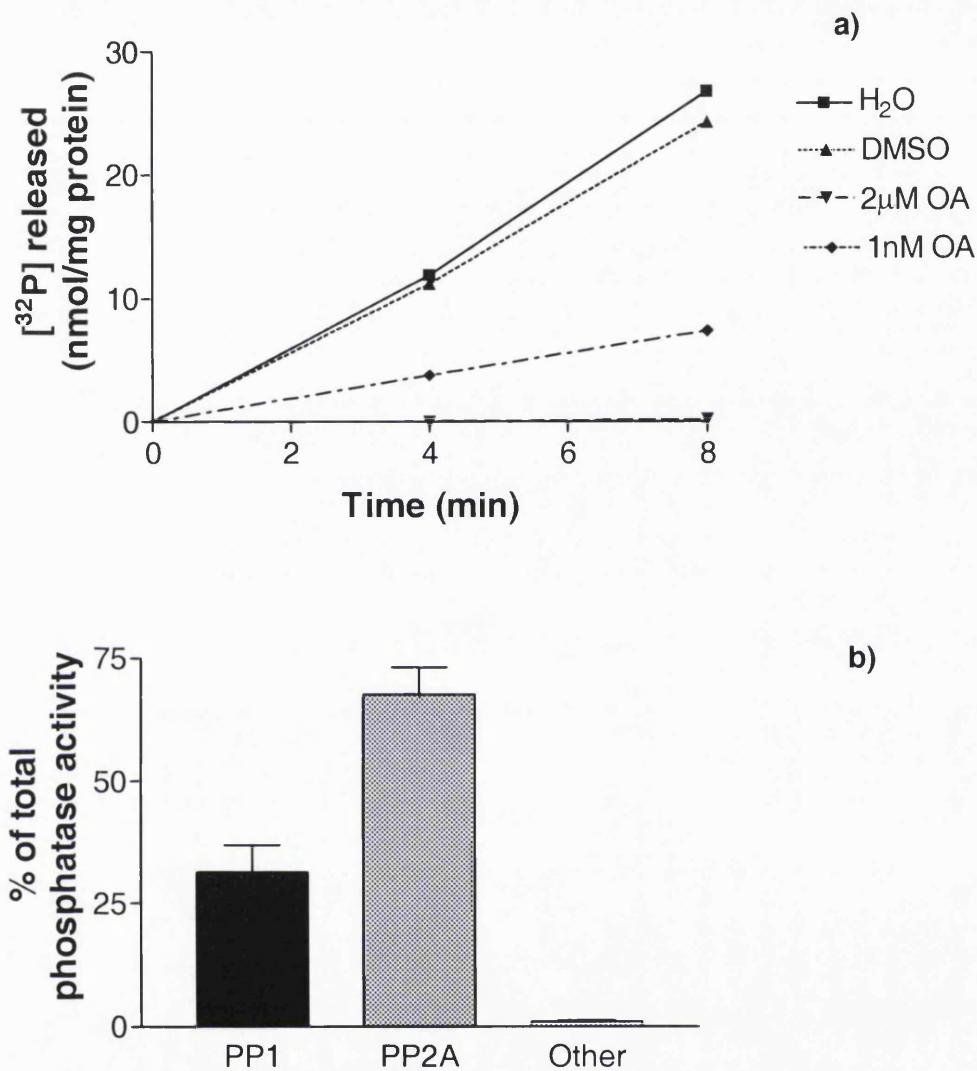 a)
[³²P] released
(nmol/mg protein)
30
20
10
0
0 2 4 6 8
Time (min)
H₂O
DMSO
2μM OA
1nM OA
b)
% of total
phosphatase activity
75
50
25
0
PP1 PP2A Other